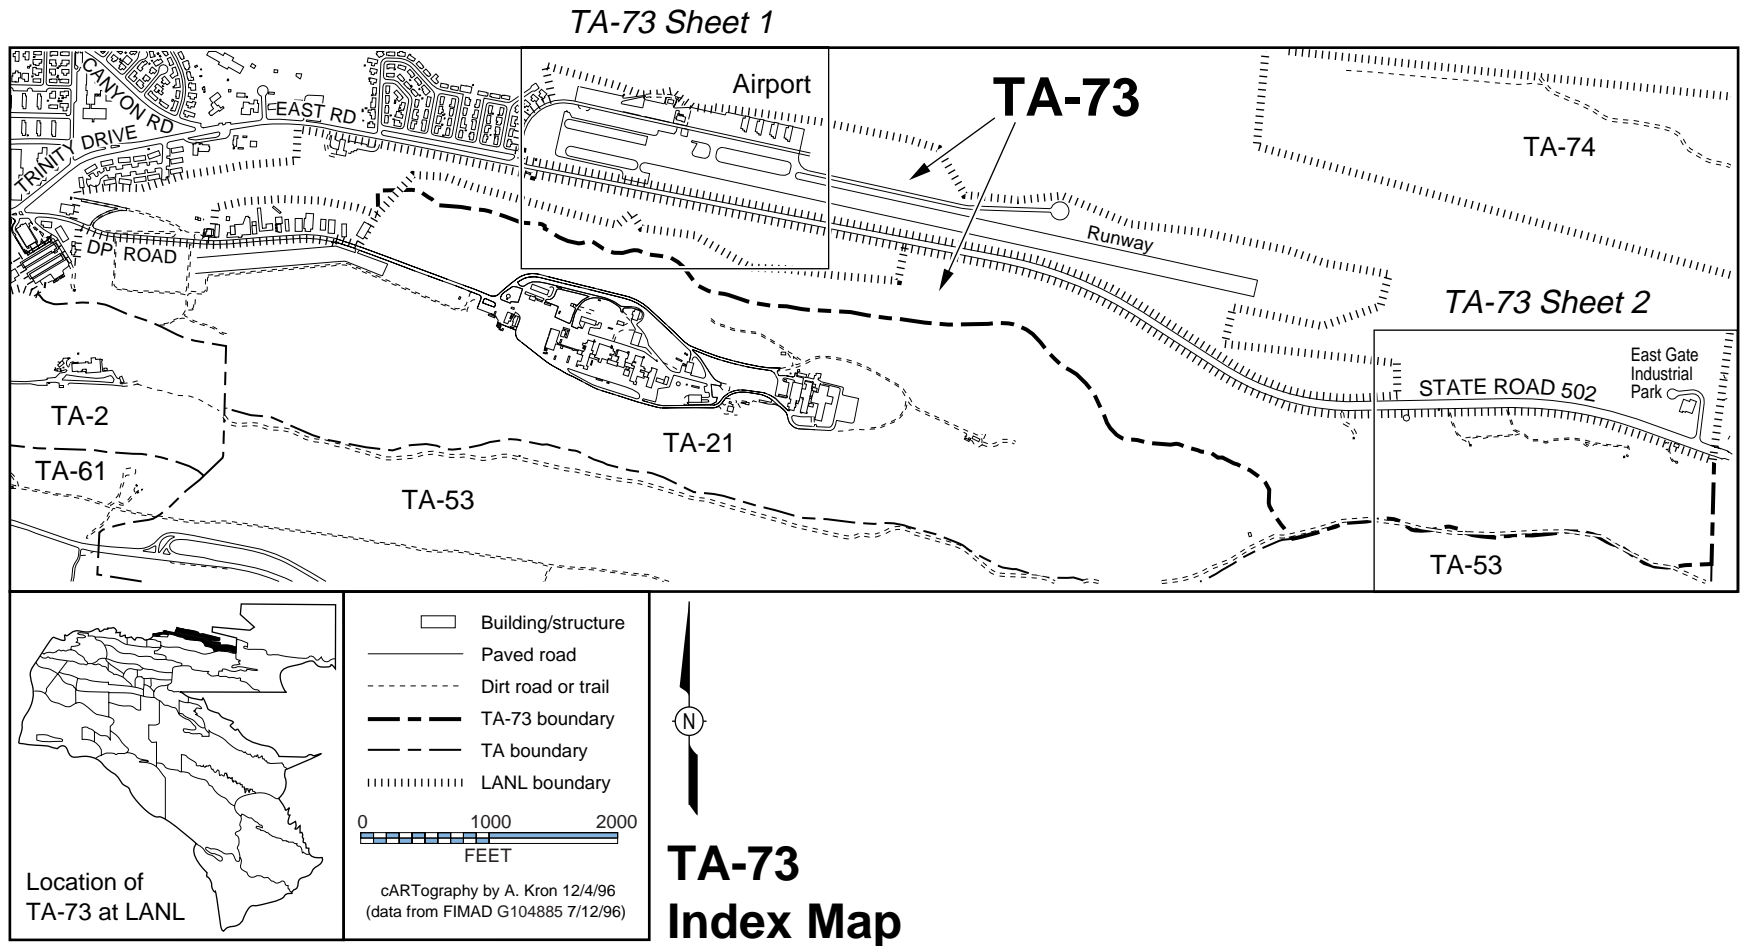 TA-73 Sheet 1
Airport
TA-73
CANYON RD
EAST RD
TRINITY DRIVE
TA-74
DP ROAD
Runway
TA-73 Sheet 2
East Gate
Industrial
Park
STATE ROAD 502
TA-2
TA-21
TA-61
TA-53
TA-53
Location of
TA-73 at LANL
Building/structure
Paved road
Dirt road or trail
TA-73 boundary
TA boundary
LANL boundary
0 1000 2000
FEET
cARTography by A. Kron 12/4/96
(data from FIMAD G104885 7/12/96)
N
TA-73
Index Map